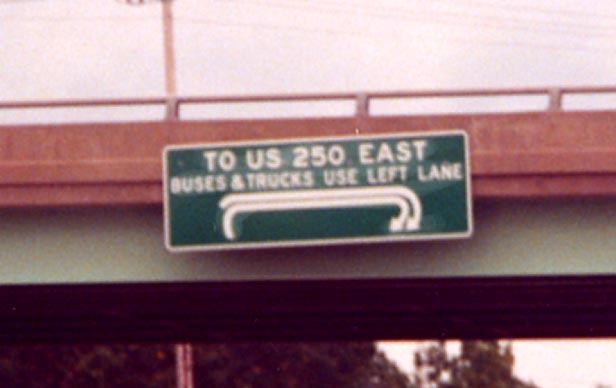 TO US 250 EAST
BUSES & TRUCKS USE LEFT LANE